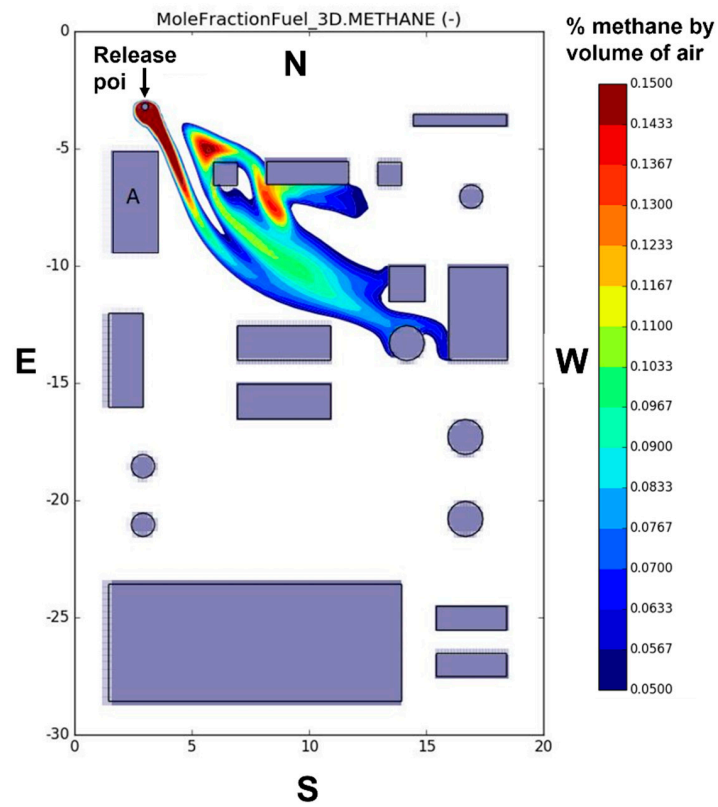 MoleFractionFuel_3D.METHANE (-)
% methane by
volume of air
Release
poi
N
A
E
W
S
0
-5
-10
-15
-20
-25
-30
0
5
10
15
20
0.1500
0.1433
0.1367
0.1300
0.1233
0.1167
0.1100
0.1033
0.0967
0.0900
0.0833
0.0767
0.0700
0.0633
0.0567
0.0500